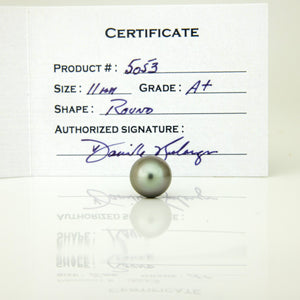 CERTIFICATE
PRODUCT #: 5053
SIZE: 11mm GRADE: A+
SHAPE: ROUND
AUTHORIZED SIGNATURE: